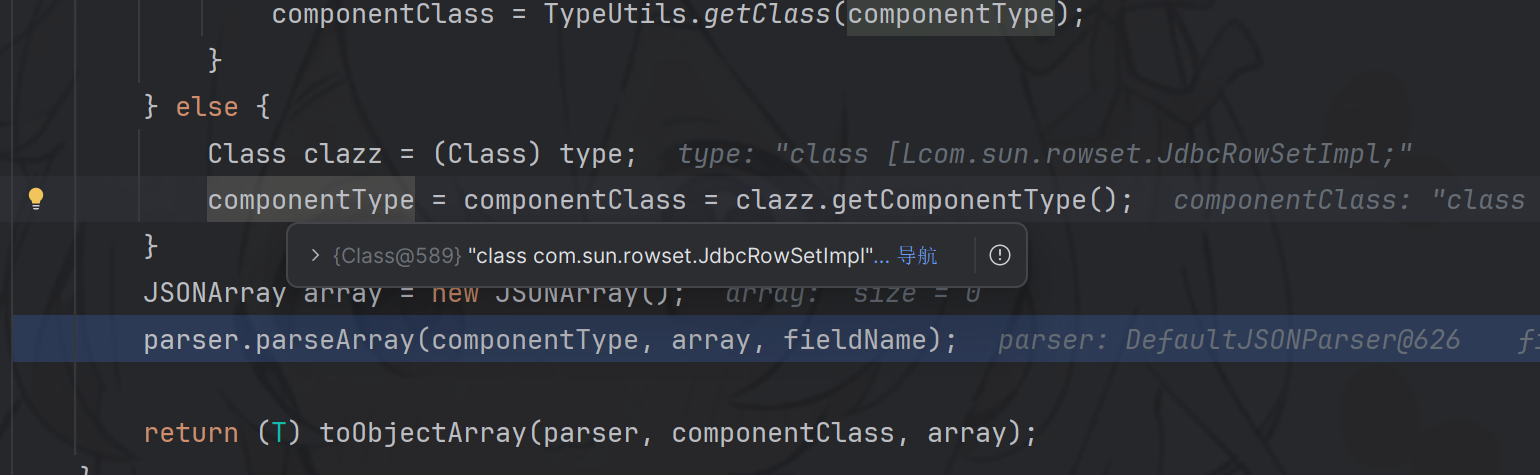 componentClass = TypeUtils.getClass(componentType);
}
} else {
Class clazz = (Class) type; type: "class [Lcom.sun.rowset.JdbcRowSetImpl;"
componentType = componentClass = clazz.getComponentType(); componentClass: "class
}
> {Class@589} "class com.sun.rowset.JdbcRowSetImpl"... 导航
JSONArray array = new JSONArray(); array: size = 0
parser.parseArray(componentType, array, fieldName); parser: DefaultJSONParser@626 fi
return (T) toObjectArray(parser, componentClass, array);
}